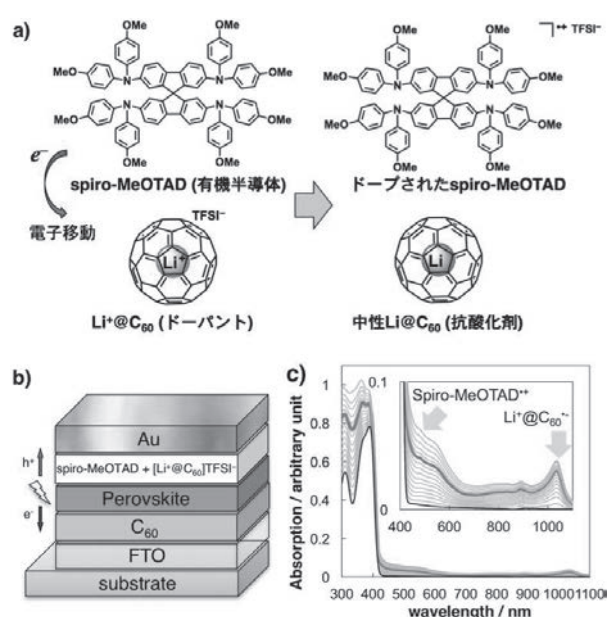 a)
OMe
OMe
MeO
N
N
OMe
MeO
N
N
OMe
OMe
OMe
e⁻
spiro-MeOTAD (有機半導体)
電子移動
TFSI⁻
Li⁺
Li⁺@C₆₀ (ドーパント)
•+ TFSI⁻
OMe
OMe
MeO
N
N
OMe
MeO
N
N
OMe
OMe
OMe
ドープされたspiro-MeOTAD
Li
中性Li@C₆₀ (抗酸化剤)
b)
Au
h⁺
spiro-MeOTAD + [Li⁺@C₆₀]TFSI⁻
Perovskite
e⁻
C₆₀
FTO
substrate
c)
Absorption / arbitrary unit
1
0.8
0.6
0.4
0.2
0
300 400 500 600 700 800 900 1000 1100
wavelength / nm
0.1
0
400 600 800 1000
Spiro-MeOTAD•+
Li⁺@C₆₀•−